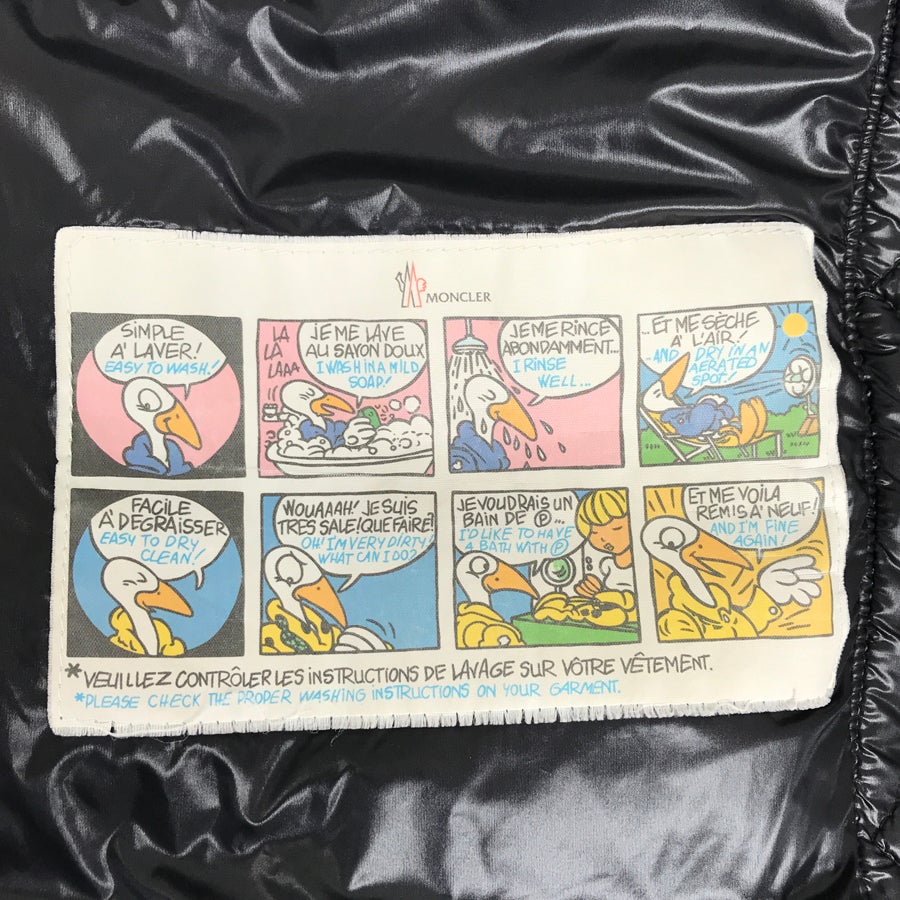 MONCLER
SiMPLE
A' LAVER!
EASY TO WASH!
LA
LA
LAAA
JE ME LAVE
AU SAVON DOUX
I WASH IN A MILD
SOAP!
JE ME RINCE
ABONDAMMENT...
I RINSE
WELL...
...ET ME SÈCHE
A' L'AIR!
...AND DRY IN AN
AERATED
SPOT!
FACILE
A' DEGRAISSER
EASY TO DRY
CLEAN!
WOUAAAH! JE SUIS
TRES SALE! QUE FAIRE!
OH! I'M VERY DIRTY!
WHAT CAN I DO?
JE VOUDRAIS UN
BAIN DE Ⓟ...
I'D LIKE TO HAVE
A BATH WITH Ⓟ
ET ME VOILA
REMIS A' NEUF!
AND I'M FINE
AGAIN!
*VEUILLEZ CONTRÔLER LES iNSTRUCTIONS DE LAVAGE SUR VÔTRE VÊTEMENT.
*PLEASE CHECK THE PROPER WASHING INSTRUCTIONS ON YOUR GARMENT.